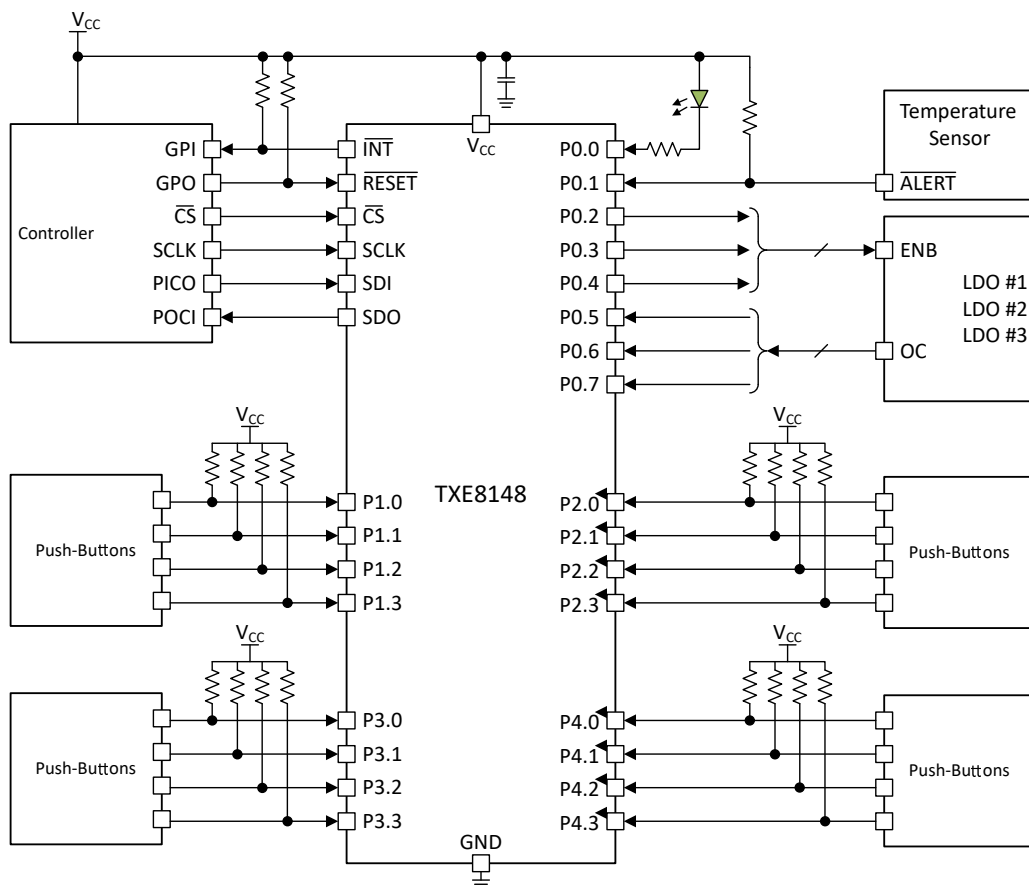 VCC
Controller
GPI
GPO
CS
SCLK
PICO
POCI
INT
RESET
CS
SCLK
SDI
SDO
VCC
P0.0
P0.1
P0.2
P0.3
P0.4
P0.5
P0.6
P0.7
Temperature
Sensor
ALERT
ENB
LDO #1
LDO #2
LDO #3
OC
VCC
Push-Buttons
P1.0
P1.1
P1.2
P1.3
TXE8148
VCC
P2.0
P2.1
P2.2
P2.3
Push-Buttons
VCC
Push-Buttons
P3.0
P3.1
P3.2
P3.3
VCC
P4.0
P4.1
P4.2
P4.3
Push-Buttons
GND